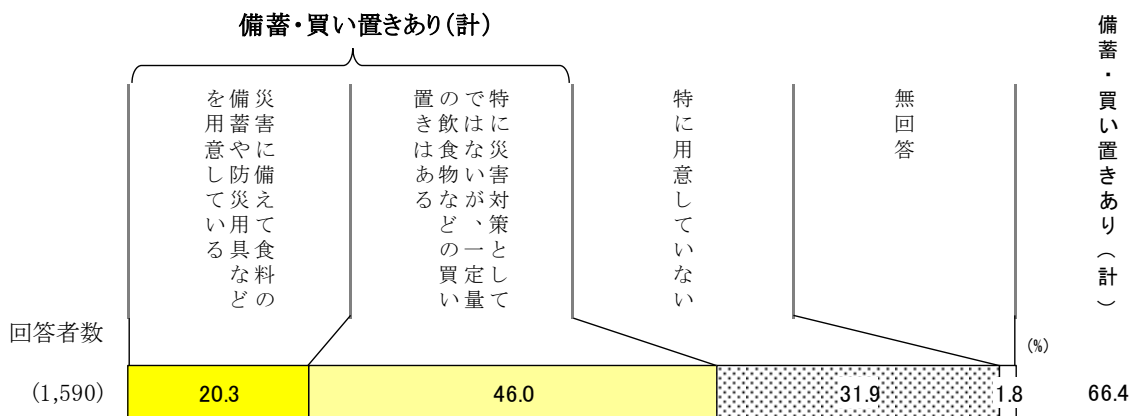 備蓄・買い置きあり(計)
災害に備えて食料の
備蓄や防災用具など
を用意している
特に災害対策として
ではないが、一定量
の飲食物などの買い
置きはある
特に用意していない
無回答
備蓄・買い置きあり(計)
回答者数
(%)
(1,590) 20.3 46.0 31.9 1.8 66.4